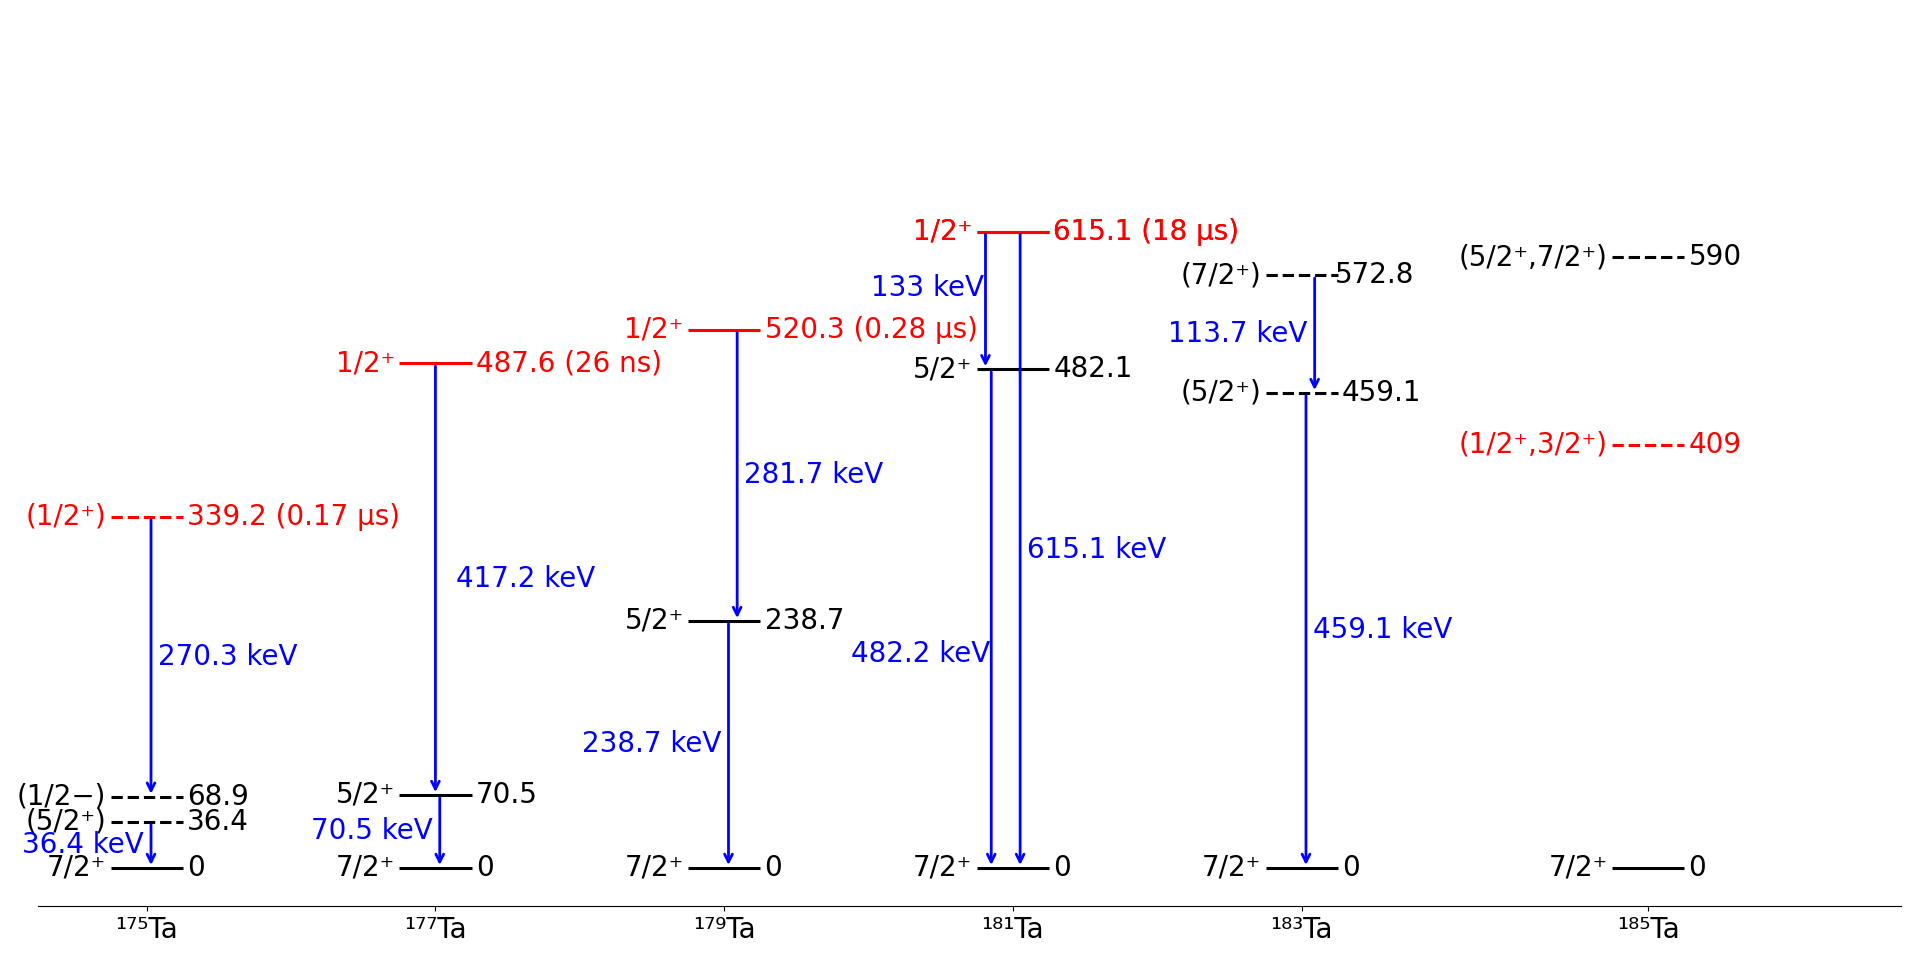 1/2⁺ 615.1 (18 μs)
(5/2⁺,7/2⁺) 590
(7/2⁺) 572.8
133 keV
1/2⁺ 520.3 (0.28 μs)
113.7 keV
1/2⁺ 487.6 (26 ns)
5/2⁺ 482.1
(5/2⁺) 459.1
(1/2⁺,3/2⁺) 409
281.7 keV
(1/2⁺) 339.2 (0.17 μs)
615.1 keV
417.2 keV
5/2⁺ 238.7
459.1 keV
482.2 keV
270.3 keV
238.7 keV
(1/2−) 68.9
5/2⁺ 70.5
(5/2⁺) 36.4
70.5 keV
36.4 keV
7/2⁺ 0 7/2⁺ 0 7/2⁺ 0 7/2⁺ 0 7/2⁺ 0 7/2⁺ 0
¹⁷⁵Ta ¹⁷⁷Ta ¹⁷⁹Ta ¹⁸¹Ta ¹⁸³Ta ¹⁸⁵Ta